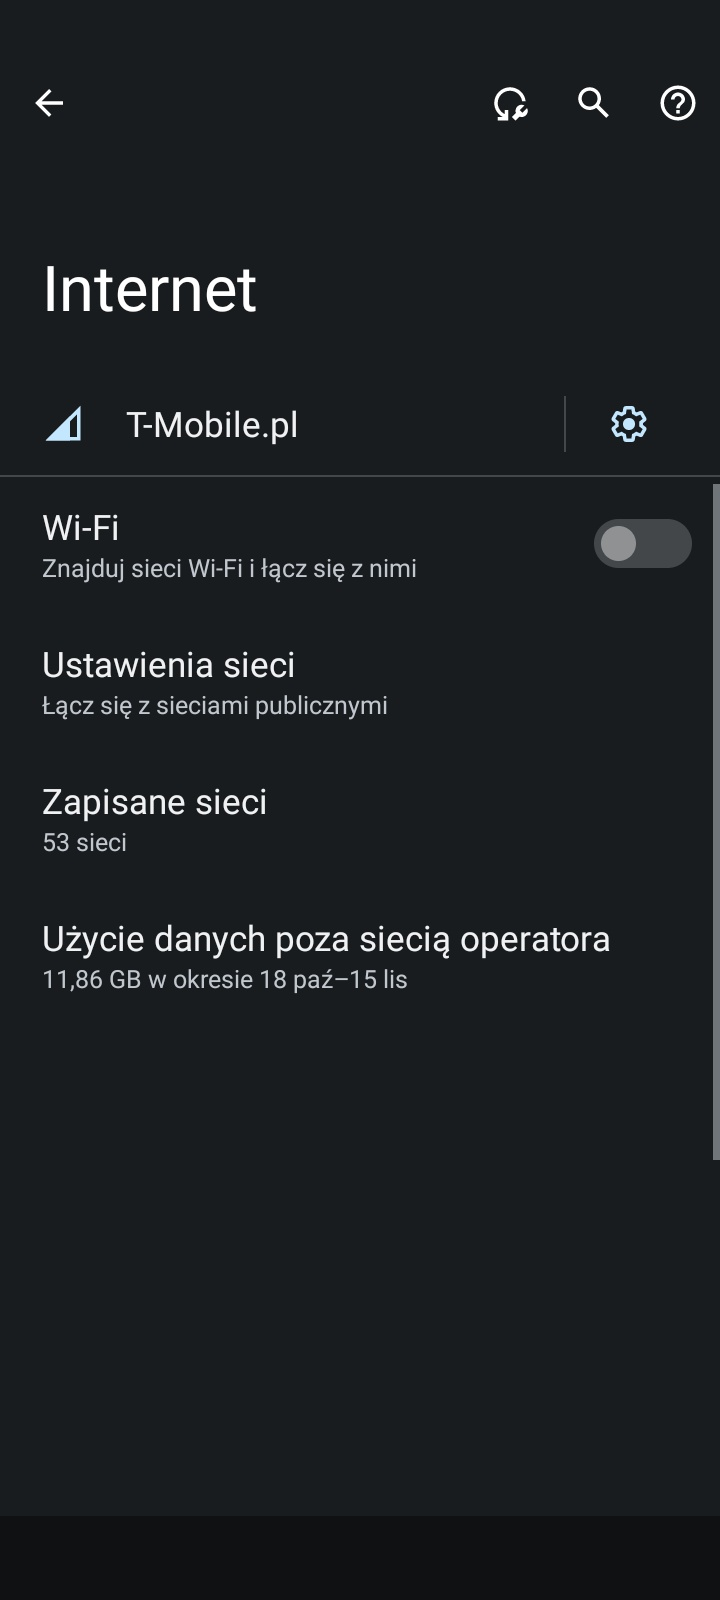 Internet
T-Mobile.pl
Wi-Fi
Znajduj sieci Wi-Fi i łącz się z nimi
Ustawienia sieci
Łącz się z sieciami publicznymi
Zapisane sieci
53 sieci
Użycie danych poza siecią operatora
11,86 GB w okresie 18 paź–15 lis